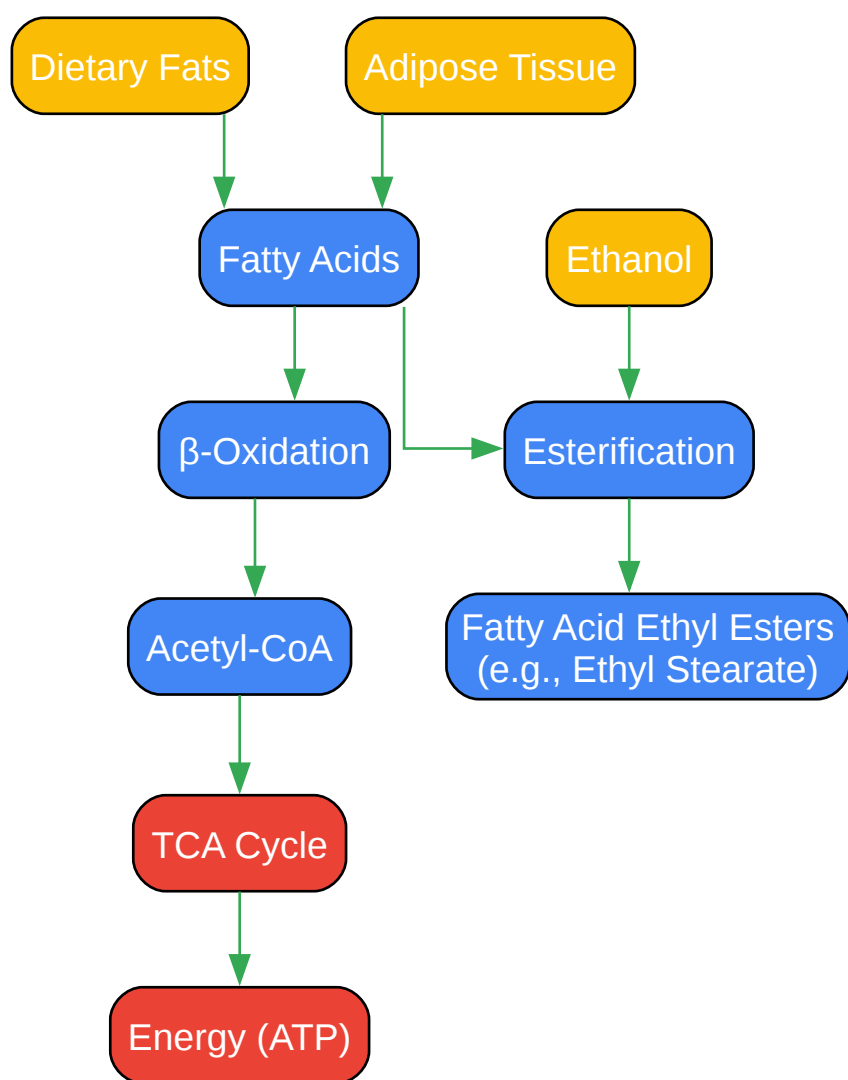 Dietary Fats
Adipose Tissue
Fatty Acids
Ethanol
β-Oxidation
Esterification
Acetyl-CoA
Fatty Acid Ethyl Esters
(e.g., Ethyl Stearate)
TCA Cycle
Energy (ATP)